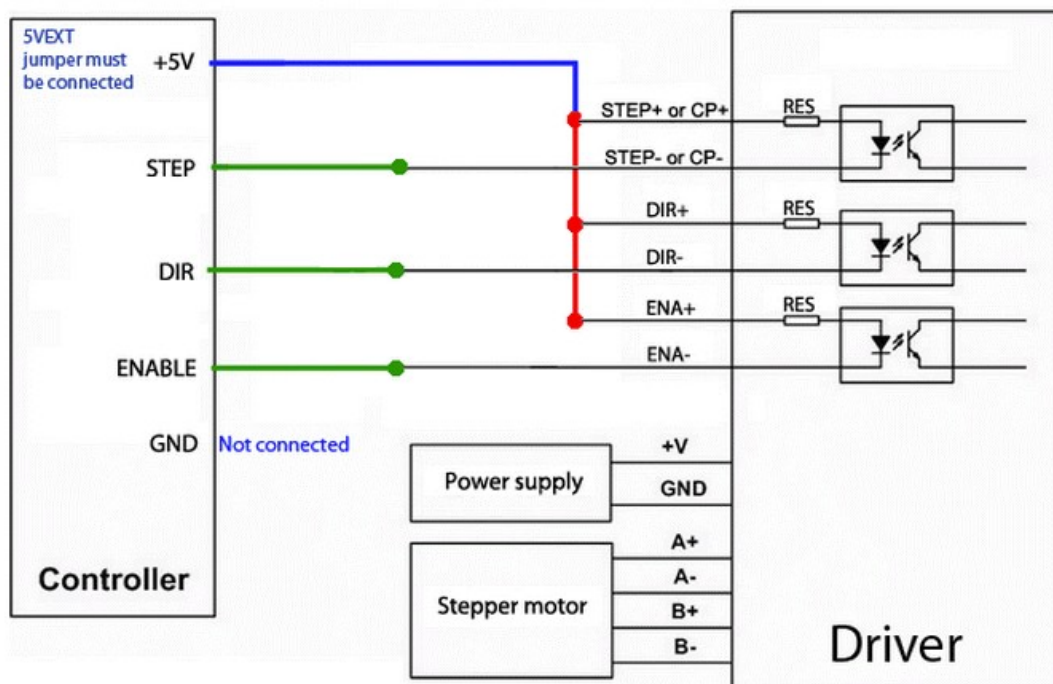 5VEXT
jumper must
be connected
+5V
STEP+ or CP+
RES
STEP
STEP- or CP-
DIR+
RES
DIR
DIR-
ENA+
RES
ENABLE
ENA-
GND
Not connected
+V
Power supply
GND
A+
Controller
A-
Stepper motor
B+
B-
Driver